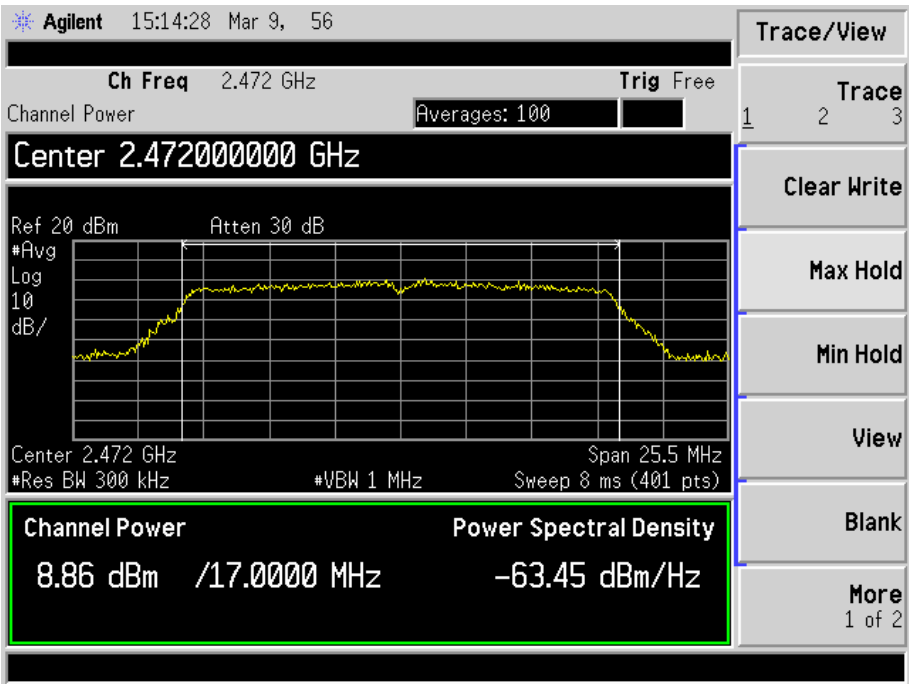 Agilent 15:14:28 Mar 9, 56
Trace/View
Ch Freq 2.472 GHz Trig Free
Channel Power Averages: 100
Trace
1 2 3
Center 2.472000000 GHz
Clear Write
Ref 20 dBm Atten 30 dB
#Avg
Log
10
dB/
Max Hold
Min Hold
View
Center 2.472 GHz Span 25.5 MHz
#Res BW 300 kHz #VBW 1 MHz Sweep 8 ms (401 pts)
Channel Power Power Spectral Density
Blank
8.86 dBm /17.0000 MHz -63.45 dBm/Hz
More
1 of 2